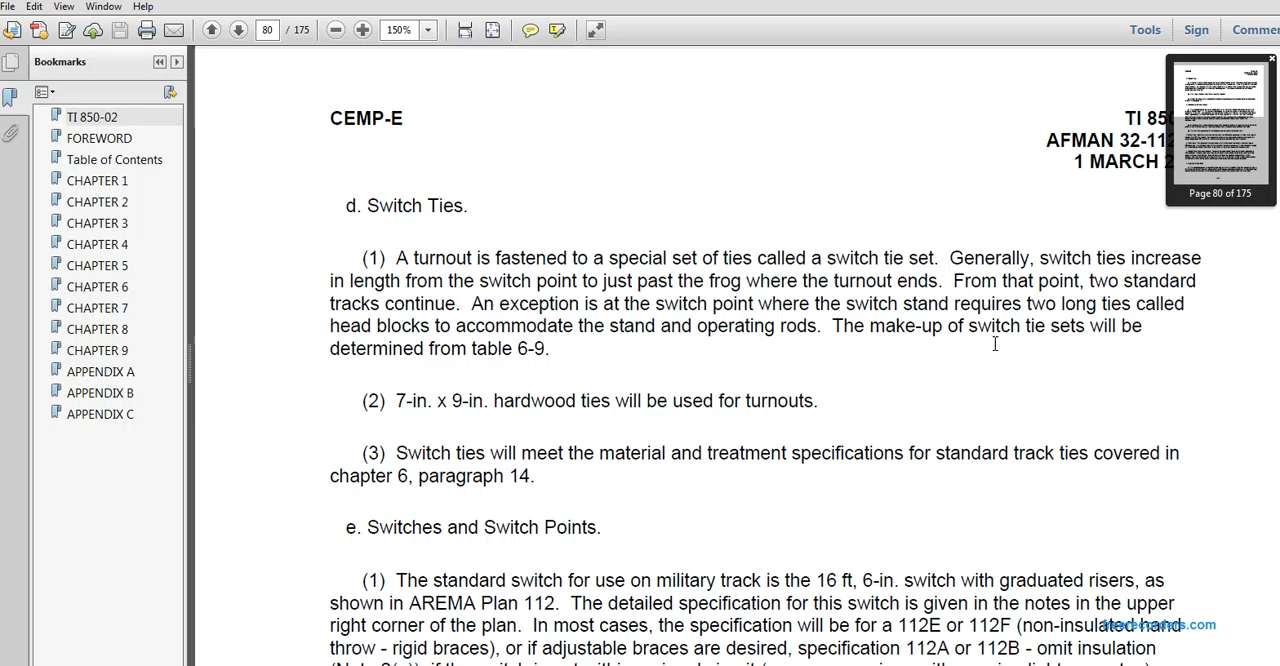 File Edit View Window Help
80 / 175 150% Tools Sign Comme
Bookmarks
TI 850-02
FOREWORD
Table of Contents
CHAPTER 1
CHAPTER 2
CHAPTER 3
CHAPTER 4
CHAPTER 5
CHAPTER 6
CHAPTER 7
CHAPTER 8
CHAPTER 9
APPENDIX A
APPENDIX B
APPENDIX C
Page 80 of 175
CEMP-E TI 850
AFMAN 32-112
1 MARCH 2
d. Switch Ties.
(1) A turnout is fastened to a special set of ties called a switch tie set. Generally, switch ties increase
in length from the switch point to just past the frog where the turnout ends. From that point, two standard
tracks continue. An exception is at the switch point where the switch stand requires two long ties called
head blocks to accommodate the stand and operating rods. The make-up of switch tie sets will be
determined from table 6-9.
(2) 7-in. x 9-in. hardwood ties will be used for turnouts.
(3) Switch ties will meet the material and treatment specifications for standard track ties covered in
chapter 6, paragraph 14.
e. Switches and Switch Points.
(1) The standard switch for use on military track is the 16 ft, 6-in. switch with graduated risers, as
shown in AREMA Plan 112. The detailed specification for this switch is given in the notes in the upper
right corner of the plan. In most cases, the specification will be for a 112E or 112F (non-insulated hand
throw - rigid braces), or if adjustable braces are desired, specification 112A or 112B - omit insulation